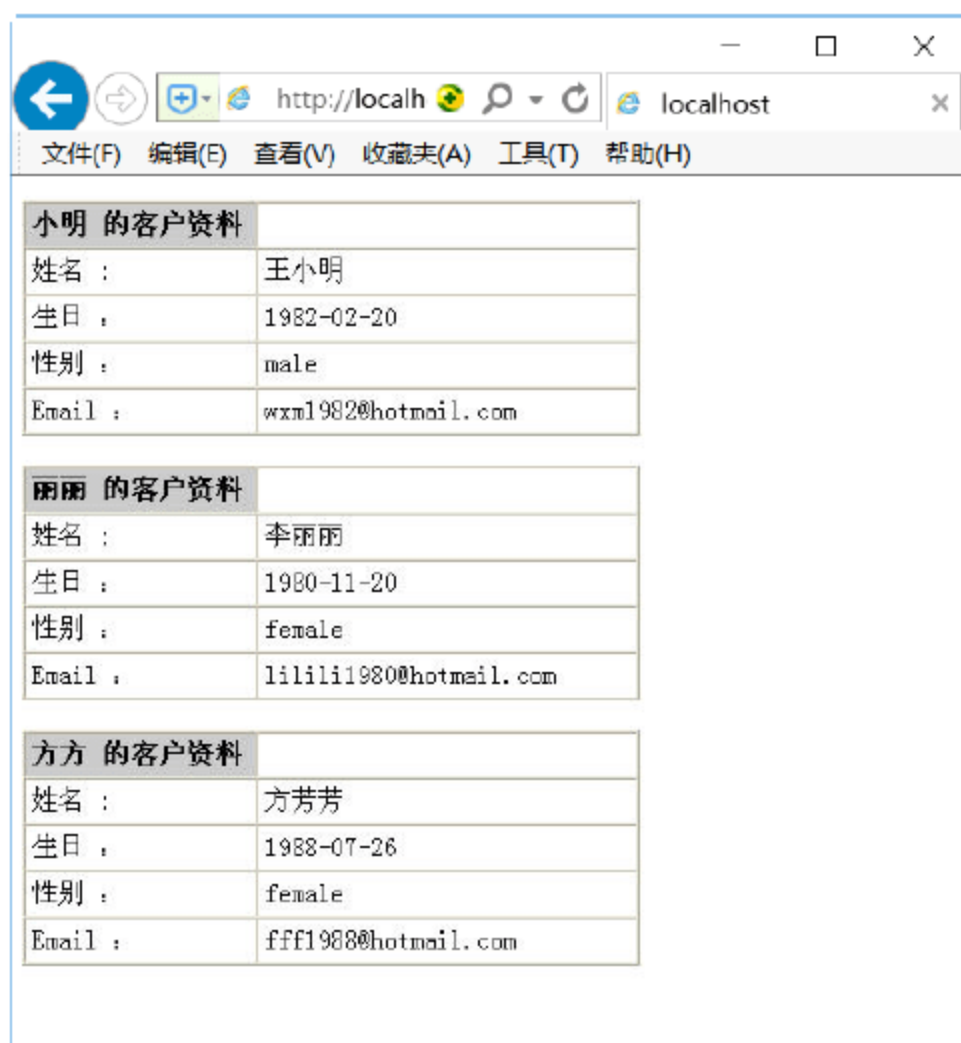 http://localh
localhost
文件(F) 编辑(E) 查看(V) 收藏夹(A) 工具(T) 帮助(H)
小明 的客户资料
姓名 : 王小明
生日 : 1982-02-20
性别 : male
Email : wxm1982@hotmail.com
丽丽 的客户资料
姓名 : 李丽丽
生日 : 1980-11-20
性别 : female
Email : lilili1980@hotmail.com
方方 的客户资料
姓名 : 方芳芳
生日 : 1988-07-26
性别 : female
Email : fff1988@hotmail.com